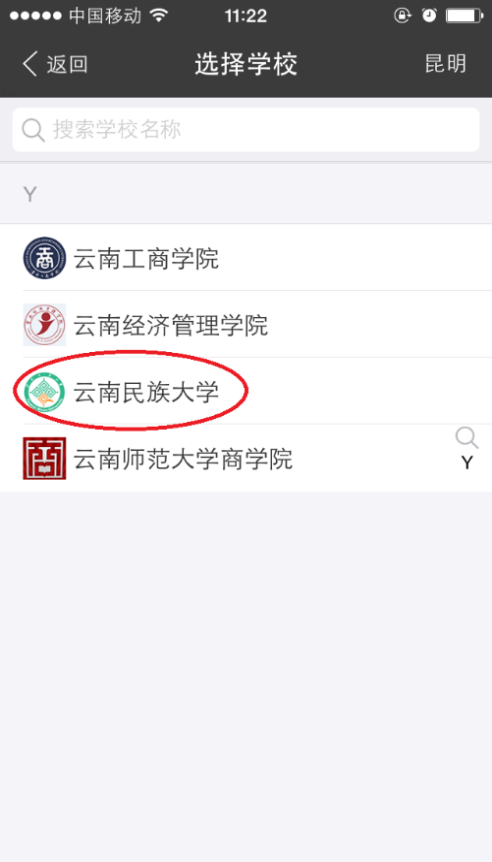 中国移动 11:22
返回 选择学校 昆明
搜索学校名称
Y
云南工商学院
云南经济管理学院
云南民族大学
云南师范大学商学院
Y